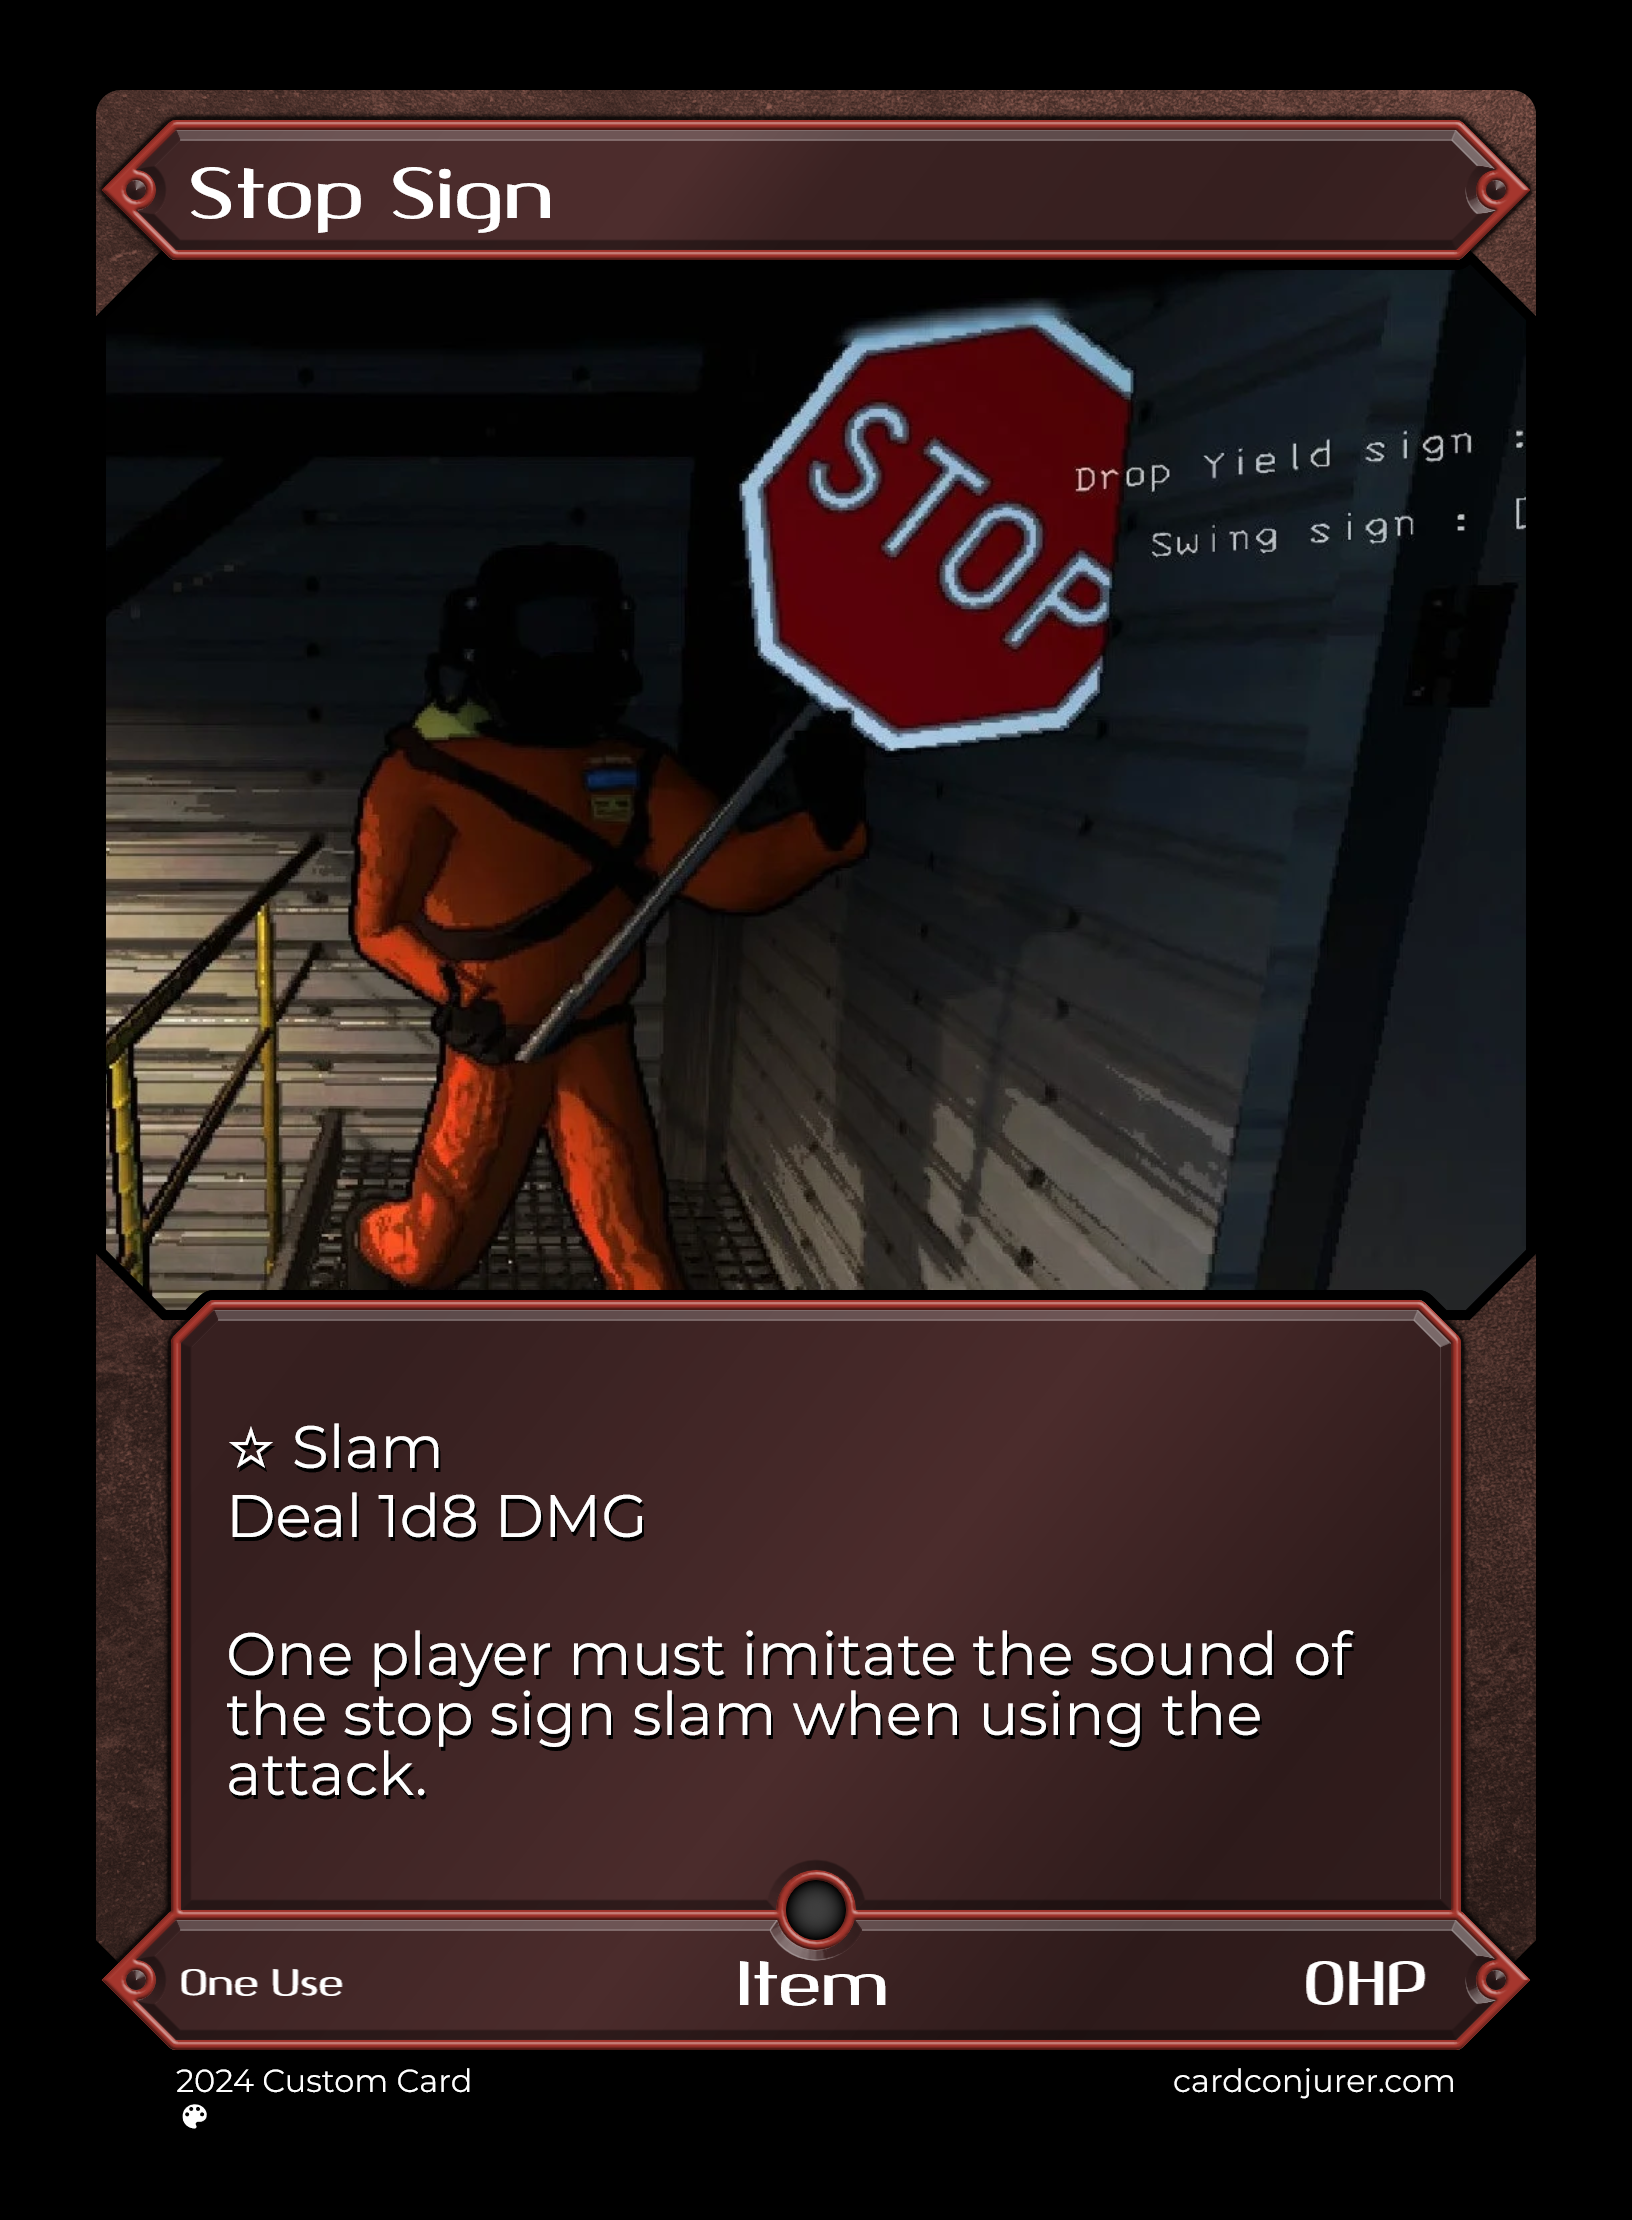 Stop Sign
STOP
Drop Yield sign :
Swing sign : [
☆ Slam
Deal 1d8 DMG
One player must imitate the sound of
the stop sign slam when using the
attack.
One Use
Item
0HP
2024 Custom Card
cardconjurer.com